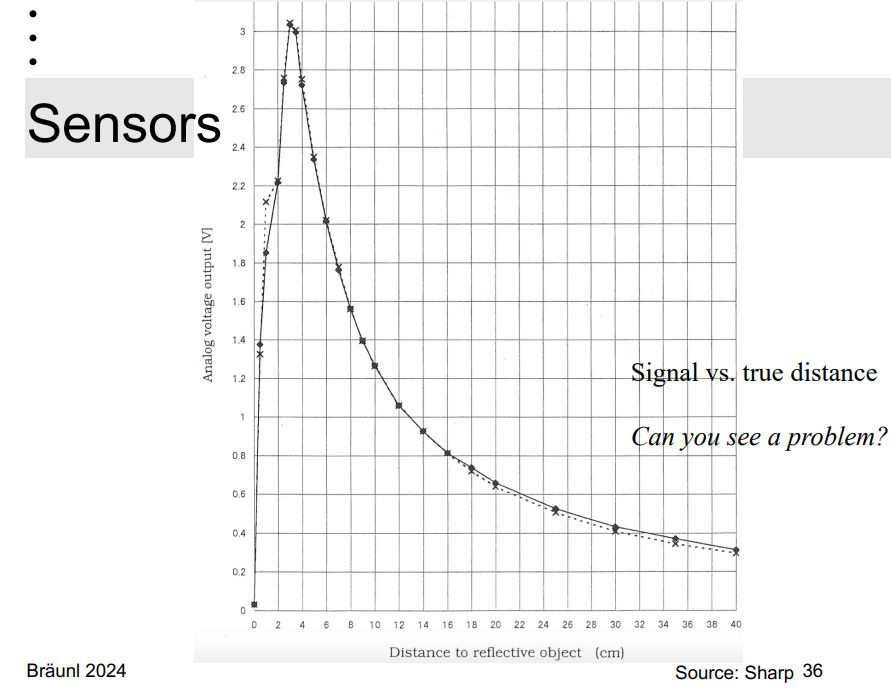 Sensors
3
2.8
2.6
2.4
2.2
2
1.8
1.6
1.4
1.2
1
0.8
0.6
0.4
0.2
0
Analog voltage output [V]
Signal vs. true distance
Can you see a problem?
0 2 4 6 8 10 12 14 16 18 20 22 24 26 28 30 32 34 36 38 40
Distance to reflective object (cm)
Bräunl 2024
Source: Sharp 36